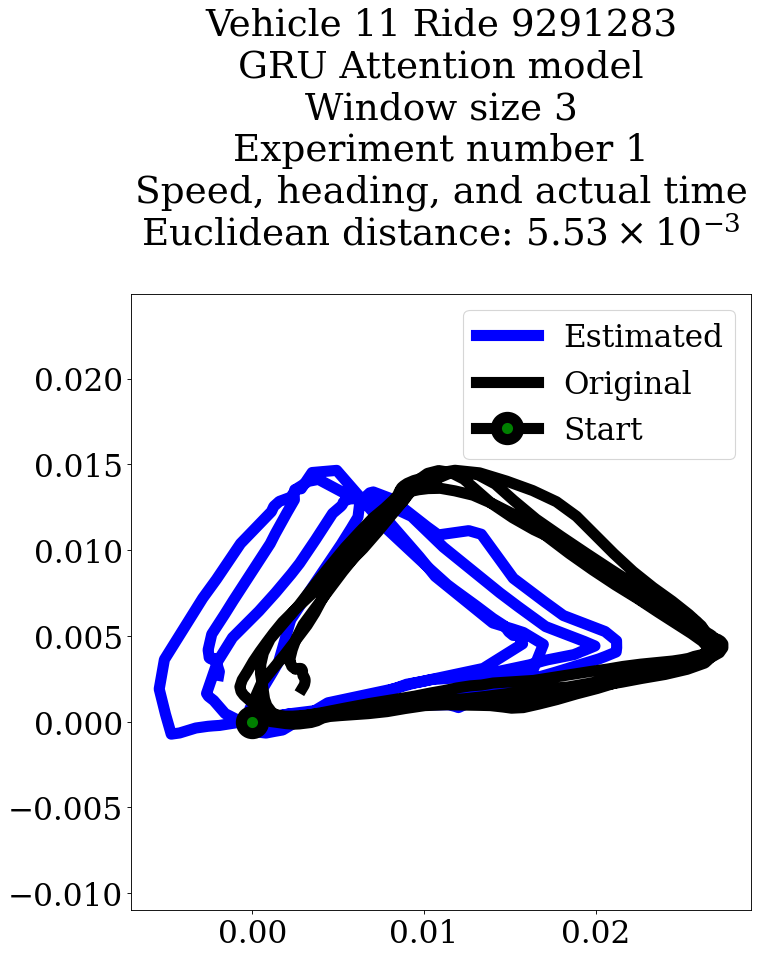 Vehicle 11 Ride 9291283
GRU Attention model
Window size 3
Experiment number 1
Speed, heading, and actual time
Euclidean distance: 5.53 × 10⁻³
Estimated
Original
Start
0.020
0.015
0.010
0.005
0.000
−0.005
−0.010
0.00 0.01 0.02